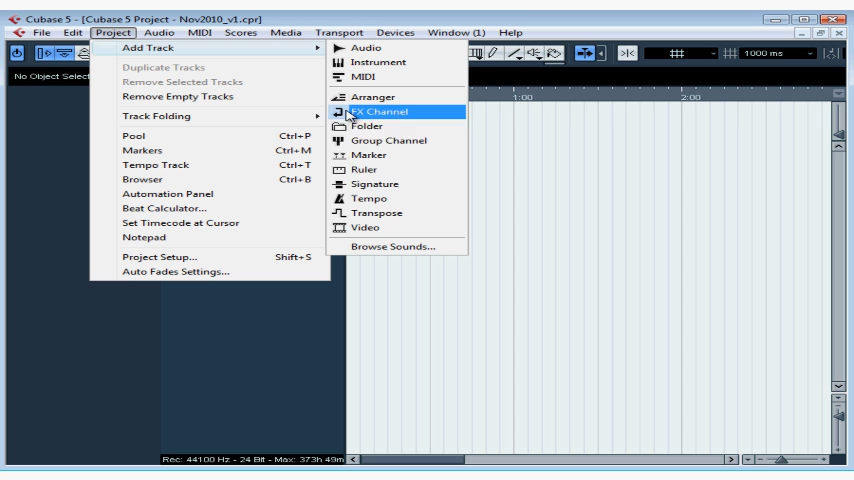 Cubase 5 - [Cubase 5 Project - Nov2010_v1.cpr]
File Edit Project Audio MIDI Scores Media Transport Devices Window (1) Help
1000 ms
No Object Select
Add Track
Duplicate Tracks
Remove Selected Tracks
Remove Empty Tracks
Track Folding
Pool Ctrl+P
Markers Ctrl+M
Tempo Track Ctrl+T
Browser Ctrl+B
Automation Panel
Beat Calculator...
Set Timecode at Cursor
Notepad
Project Setup... Shift+S
Auto Fades Settings...
Audio
Instrument
MIDI
Arranger
FX Channel
Folder
Group Channel
Marker
Ruler
Signature
Tempo
Transpose
Video
Browse Sounds...
1:00 2:00
Rec: 44100 Hz - 24 Bit - Max: 373h 49m